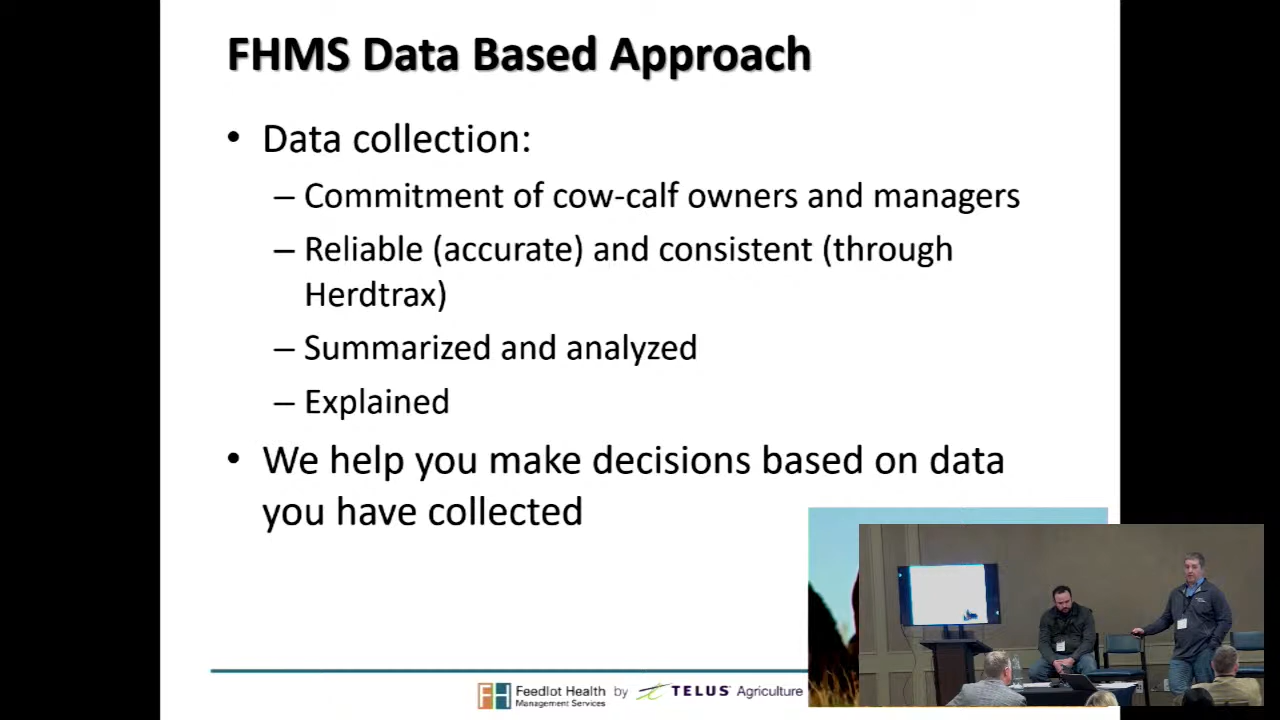 FHMS Data Based Approach
• Data collection:
– Commitment of cow-calf owners and managers
– Reliable (accurate) and consistent (through
Herdtrax)
– Summarized and analyzed
– Explained
• We help you make decisions based on data
you have collected
FH Feedlot Health by TELUS Agriculture
Management Services